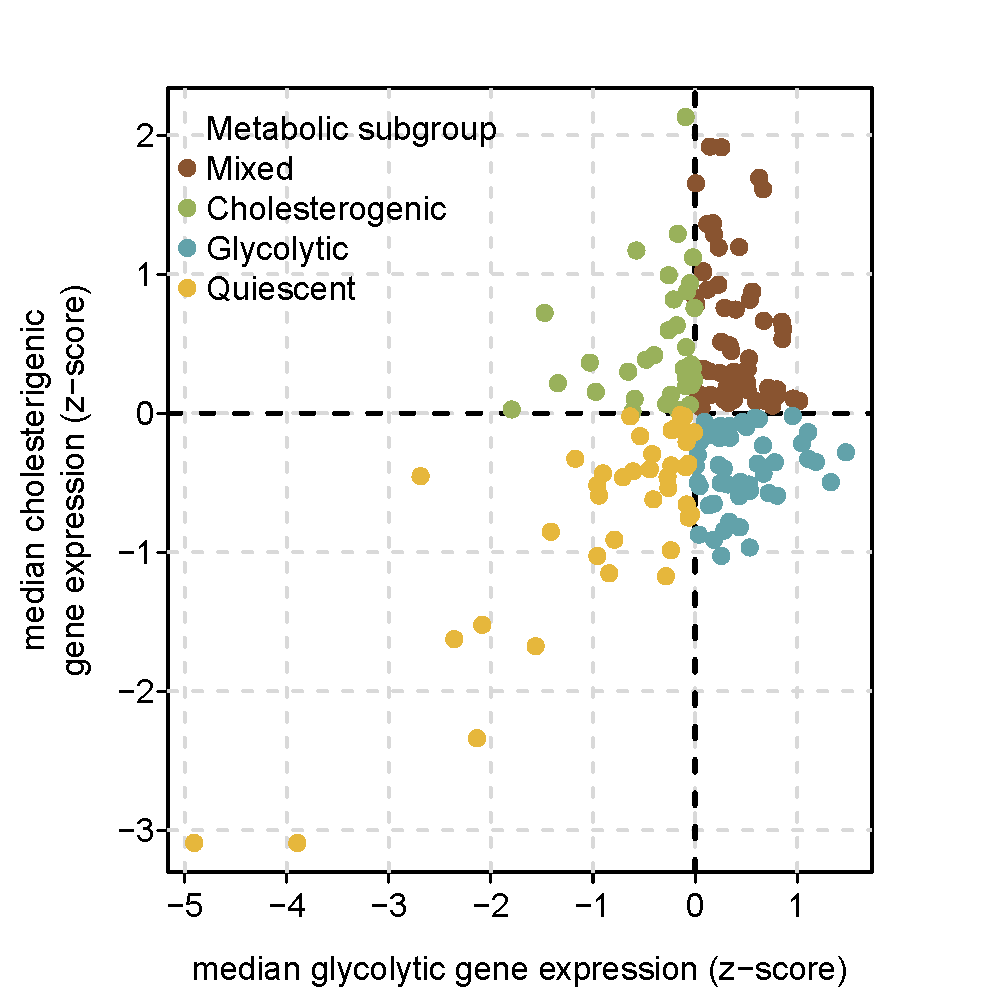 Metabolic subgroup
Mixed
Cholesterogenic
Glycolytic
Quiescent
median cholesterigenic
gene expression (z−score)
2
1
0
−1
−2
−3
−5 −4 −3 −2 −1 0 1
median glycolytic gene expression (z−score)